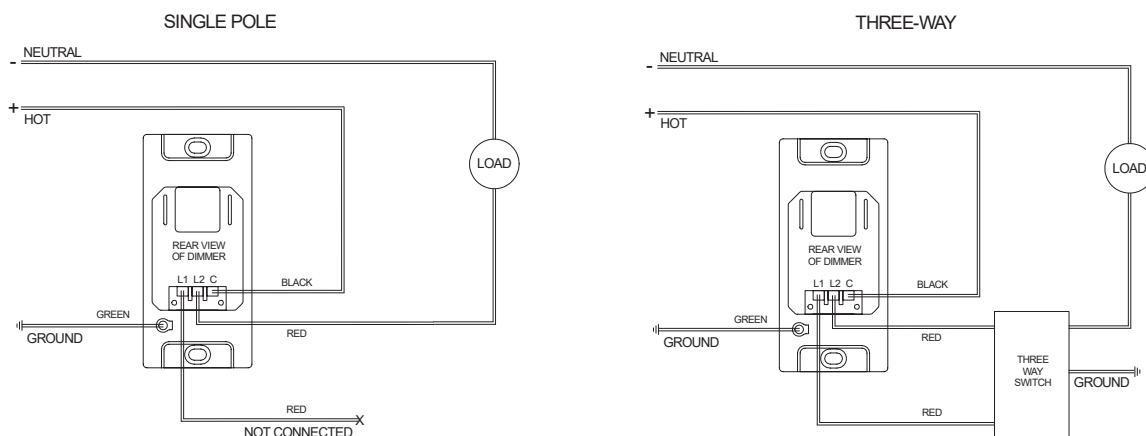 SINGLE POLE
- NEUTRAL
+ HOT
LOAD
REAR VIEW
OF DIMMER
L1 L2 C
BLACK
GREEN
GROUND
RED
RED
X
NOT CONNECTED
THREE-WAY
- NEUTRAL
+ HOT
LOAD
REAR VIEW
OF DIMMER
L1 L2 C
BLACK
GREEN
GROUND
RED
THREE
WAY
SWITCH
GROUND
RED